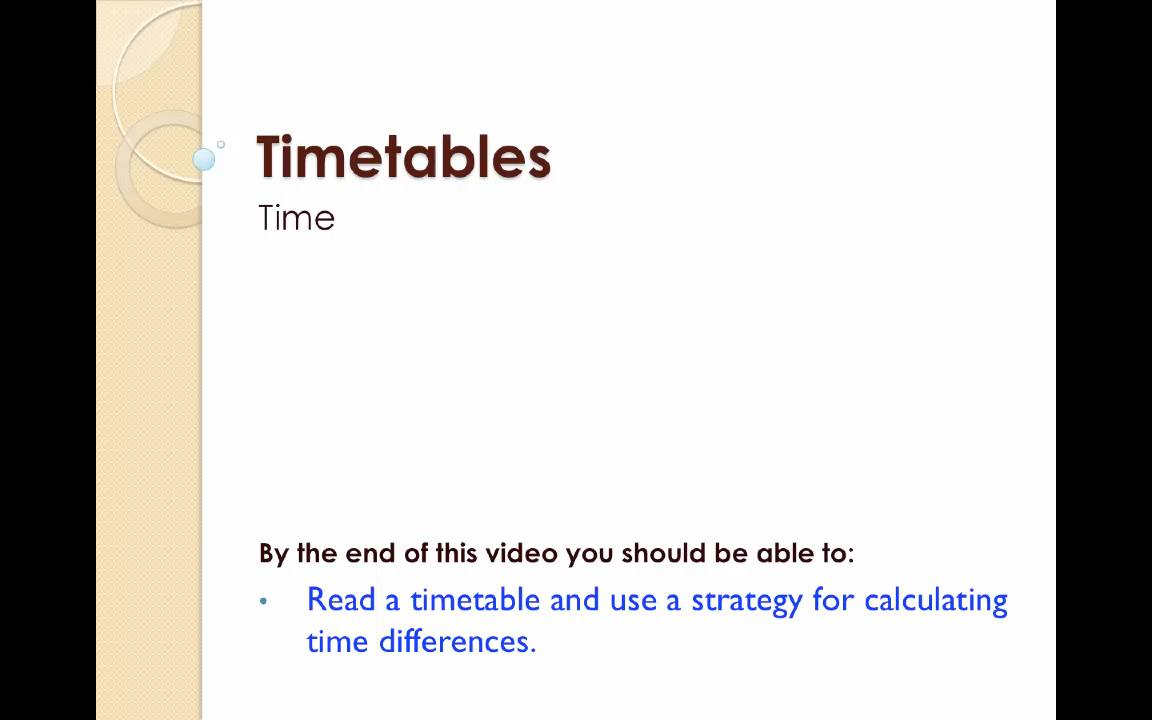 Timetables
Time
By the end of this video you should be able to:
• Read a timetable and use a strategy for calculating
time differences.